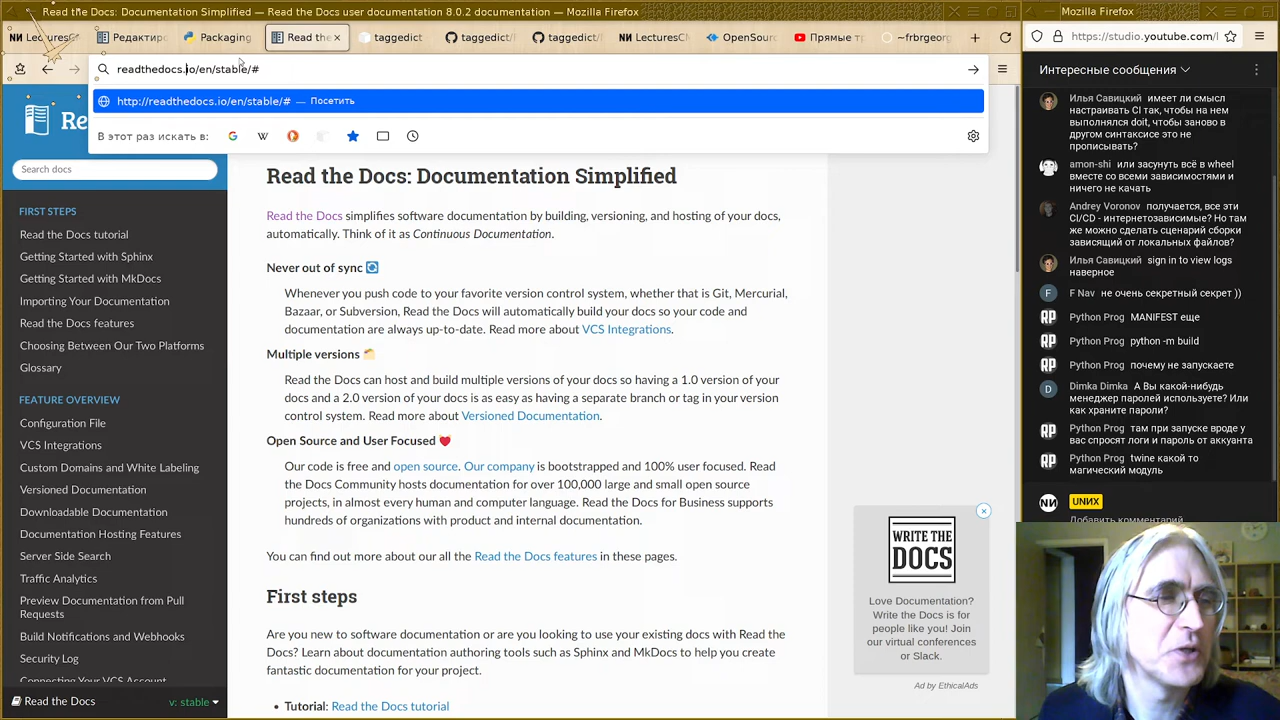 Read the Docs: Documentation Simplified — Read the Docs user documentation 8.0.2 documentation — Mozilla Firefox
Mozilla Firefox
LecturesCM
Редактиро
Packaging
Read the
taggedict
taggedict/
taggedict/
LecturesCM
OpenSourc
Прямые т
~frbrgeorg
https://studio.youtube.com/l
readthedocs.io/en/stable/#
http://readthedocs.io/en/stable/# — Посетить
В этот раз искать в:
Re
Search docs
FIRST STEPS
Read the Docs tutorial
Getting Started with Sphinx
Getting Started with MkDocs
Importing Your Documentation
Read the Docs features
Choosing Between Our Two Platforms
Glossary
FEATURE OVERVIEW
Configuration File
VCS Integrations
Custom Domains and White Labeling
Versioned Documentation
Downloadable Documentation
Documentation Hosting Features
Server Side Search
Traffic Analytics
Preview Documentation from Pull
Requests
Build Notifications and Webhooks
Security Log
Connecting Your VCS Account
Read the Docs
v: stable
Read the Docs: Documentation Simplified
Read the Docs simplifies software documentation by building, versioning, and hosting of your docs,
automatically. Think of it as Continuous Documentation.
Never out of sync
Whenever you push code to your favorite version control system, whether that is Git, Mercurial,
Bazaar, or Subversion, Read the Docs will automatically build your docs so your code and
documentation are always up-to-date. Read more about VCS Integrations.
Multiple versions
Read the Docs can host and build multiple versions of your docs so having a 1.0 version of your
docs and a 2.0 version of your docs is as easy as having a separate branch or tag in your version
control system. Read more about Versioned Documentation.
Open Source and User Focused
Our code is free and open source. Our company is bootstrapped and 100% user focused. Read
the Docs Community hosts documentation for over 100,000 large and small open source
projects, in almost every human and computer language. Read the Docs for Business supports
hundreds of organizations with product and internal documentation.
You can find out more about our all the Read the Docs features in these pages.
First steps
Are you new to software documentation or are you looking to use your existing docs with Read the
Docs? Learn about documentation authoring tools such as Sphinx and MkDocs to help you create
fantastic documentation for your project.
• Tutorial: Read the Docs tutorial
WRITE THE
DOCS
Love Documentation?
Write the Docs is for
people like you! Join
our virtual conferences
or Slack.
Ad by EthicalAds
Интересные сообщения
Илья Савицкий имеет ли смысл
настраивать CI так, чтобы на нем
выполнялся doit, чтобы заново в
другом синтаксисе это не
прописывать?
amon-shi или засунуть всё в wheel
вместе со всеми зависимостями и
ничего не качать
Andrey Voronov получается, все эти
CI/CD - интернетозависимые? Но там
же можно сделать сценарий сборки
зависящий от локальных файлов?
Илья Савицкий sign in to view logs
наверное
F
F Nav не очень секретный секрет ))
Python Prog MANIFEST еще
Python Prog python -m build
Python Prog почему не запускаете
D
Dimka Dimka А Вы какой-нибудь
менеджер паролей используете? Или
как храните пароли?
Python Prog там при запуске вроде у
вас спросят логи и пароль от аккуанта
Python Prog twine какой то
магический модуль
UNИX
Добавить комментарий